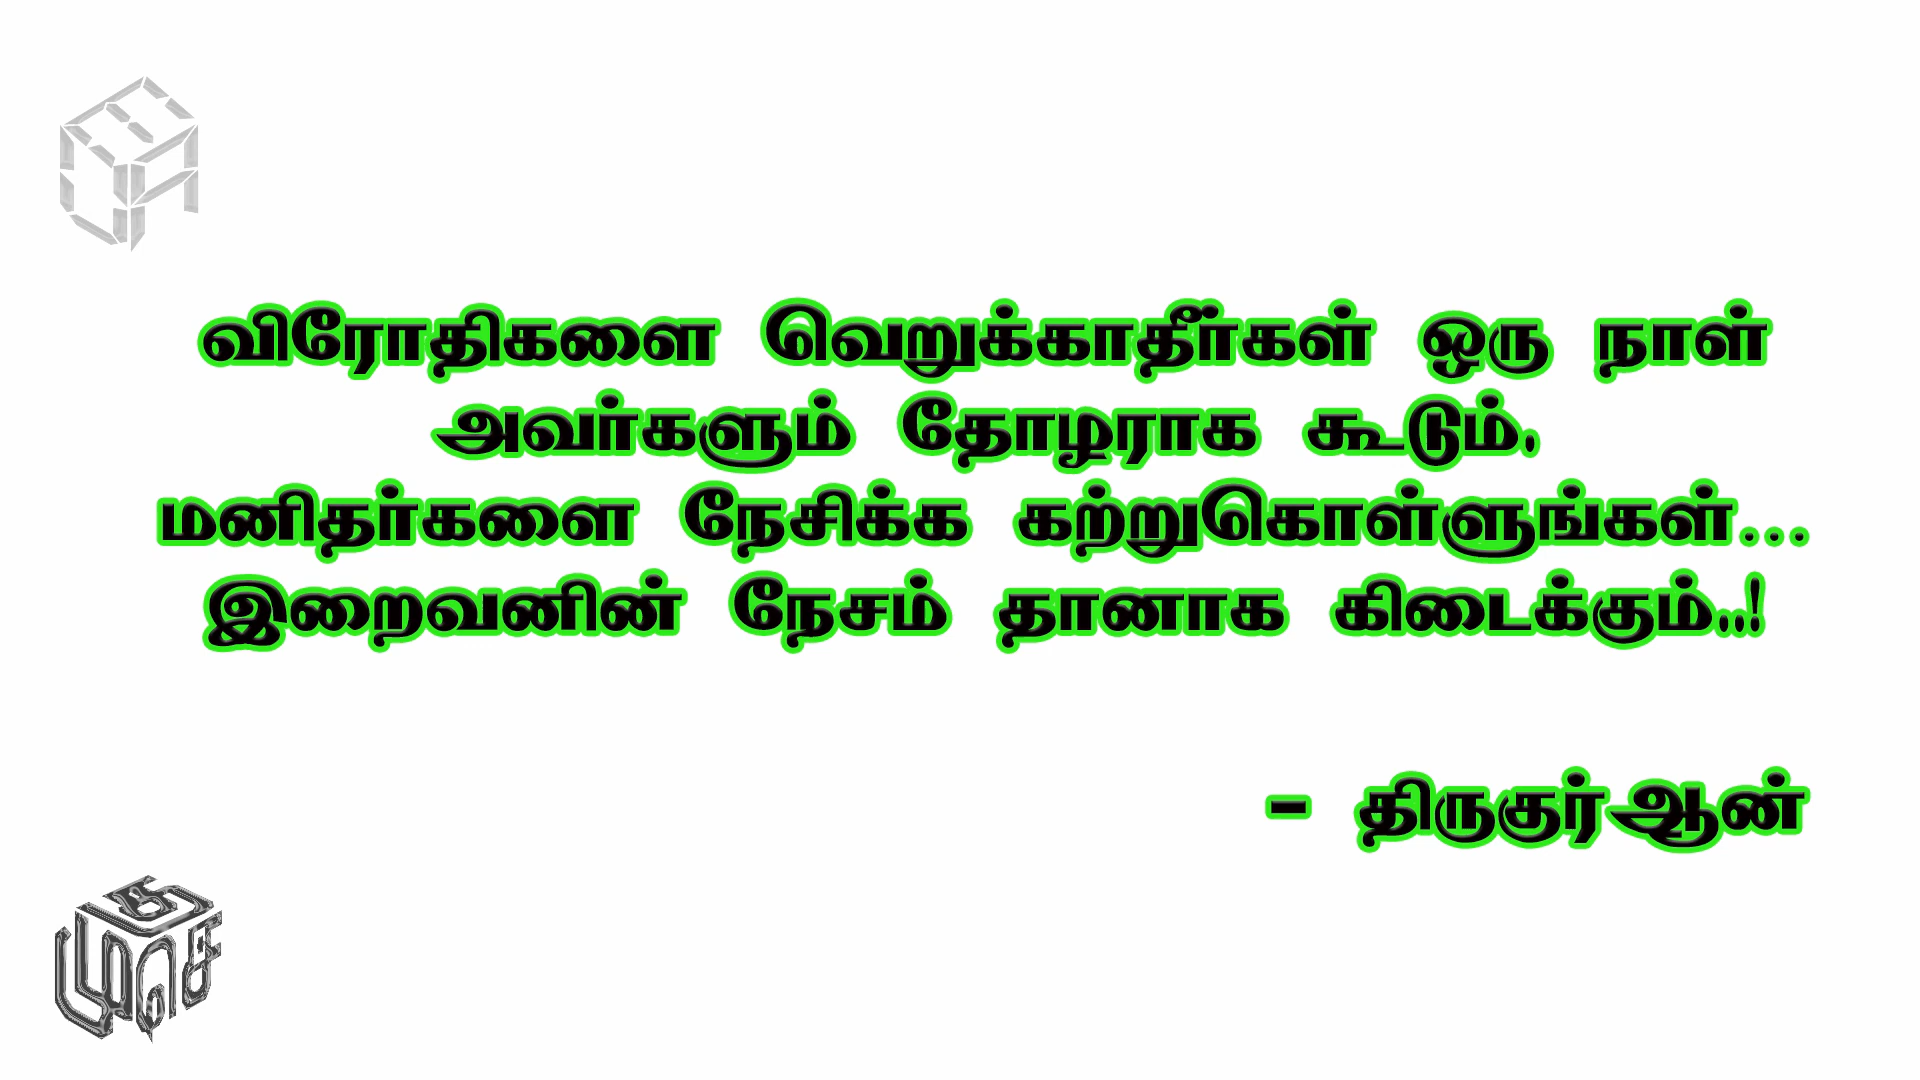 விரோதிகளை வெறுக்காதீர்கள் ஒரு நாள்
அவர்களும் தோழராக கூடும்.
மனிதர்களை நேசிக்க கற்றுகொள்ளுங்கள்...
இறைவனின் நேசம் தானாக கிடைக்கும்..!
- திருகுர்ஆன்